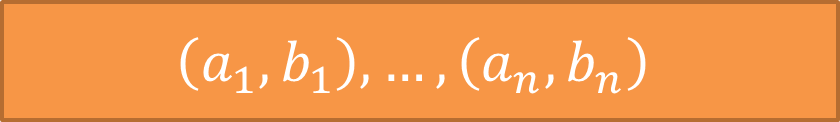 (a₁, b₁), … , (aₙ, bₙ)